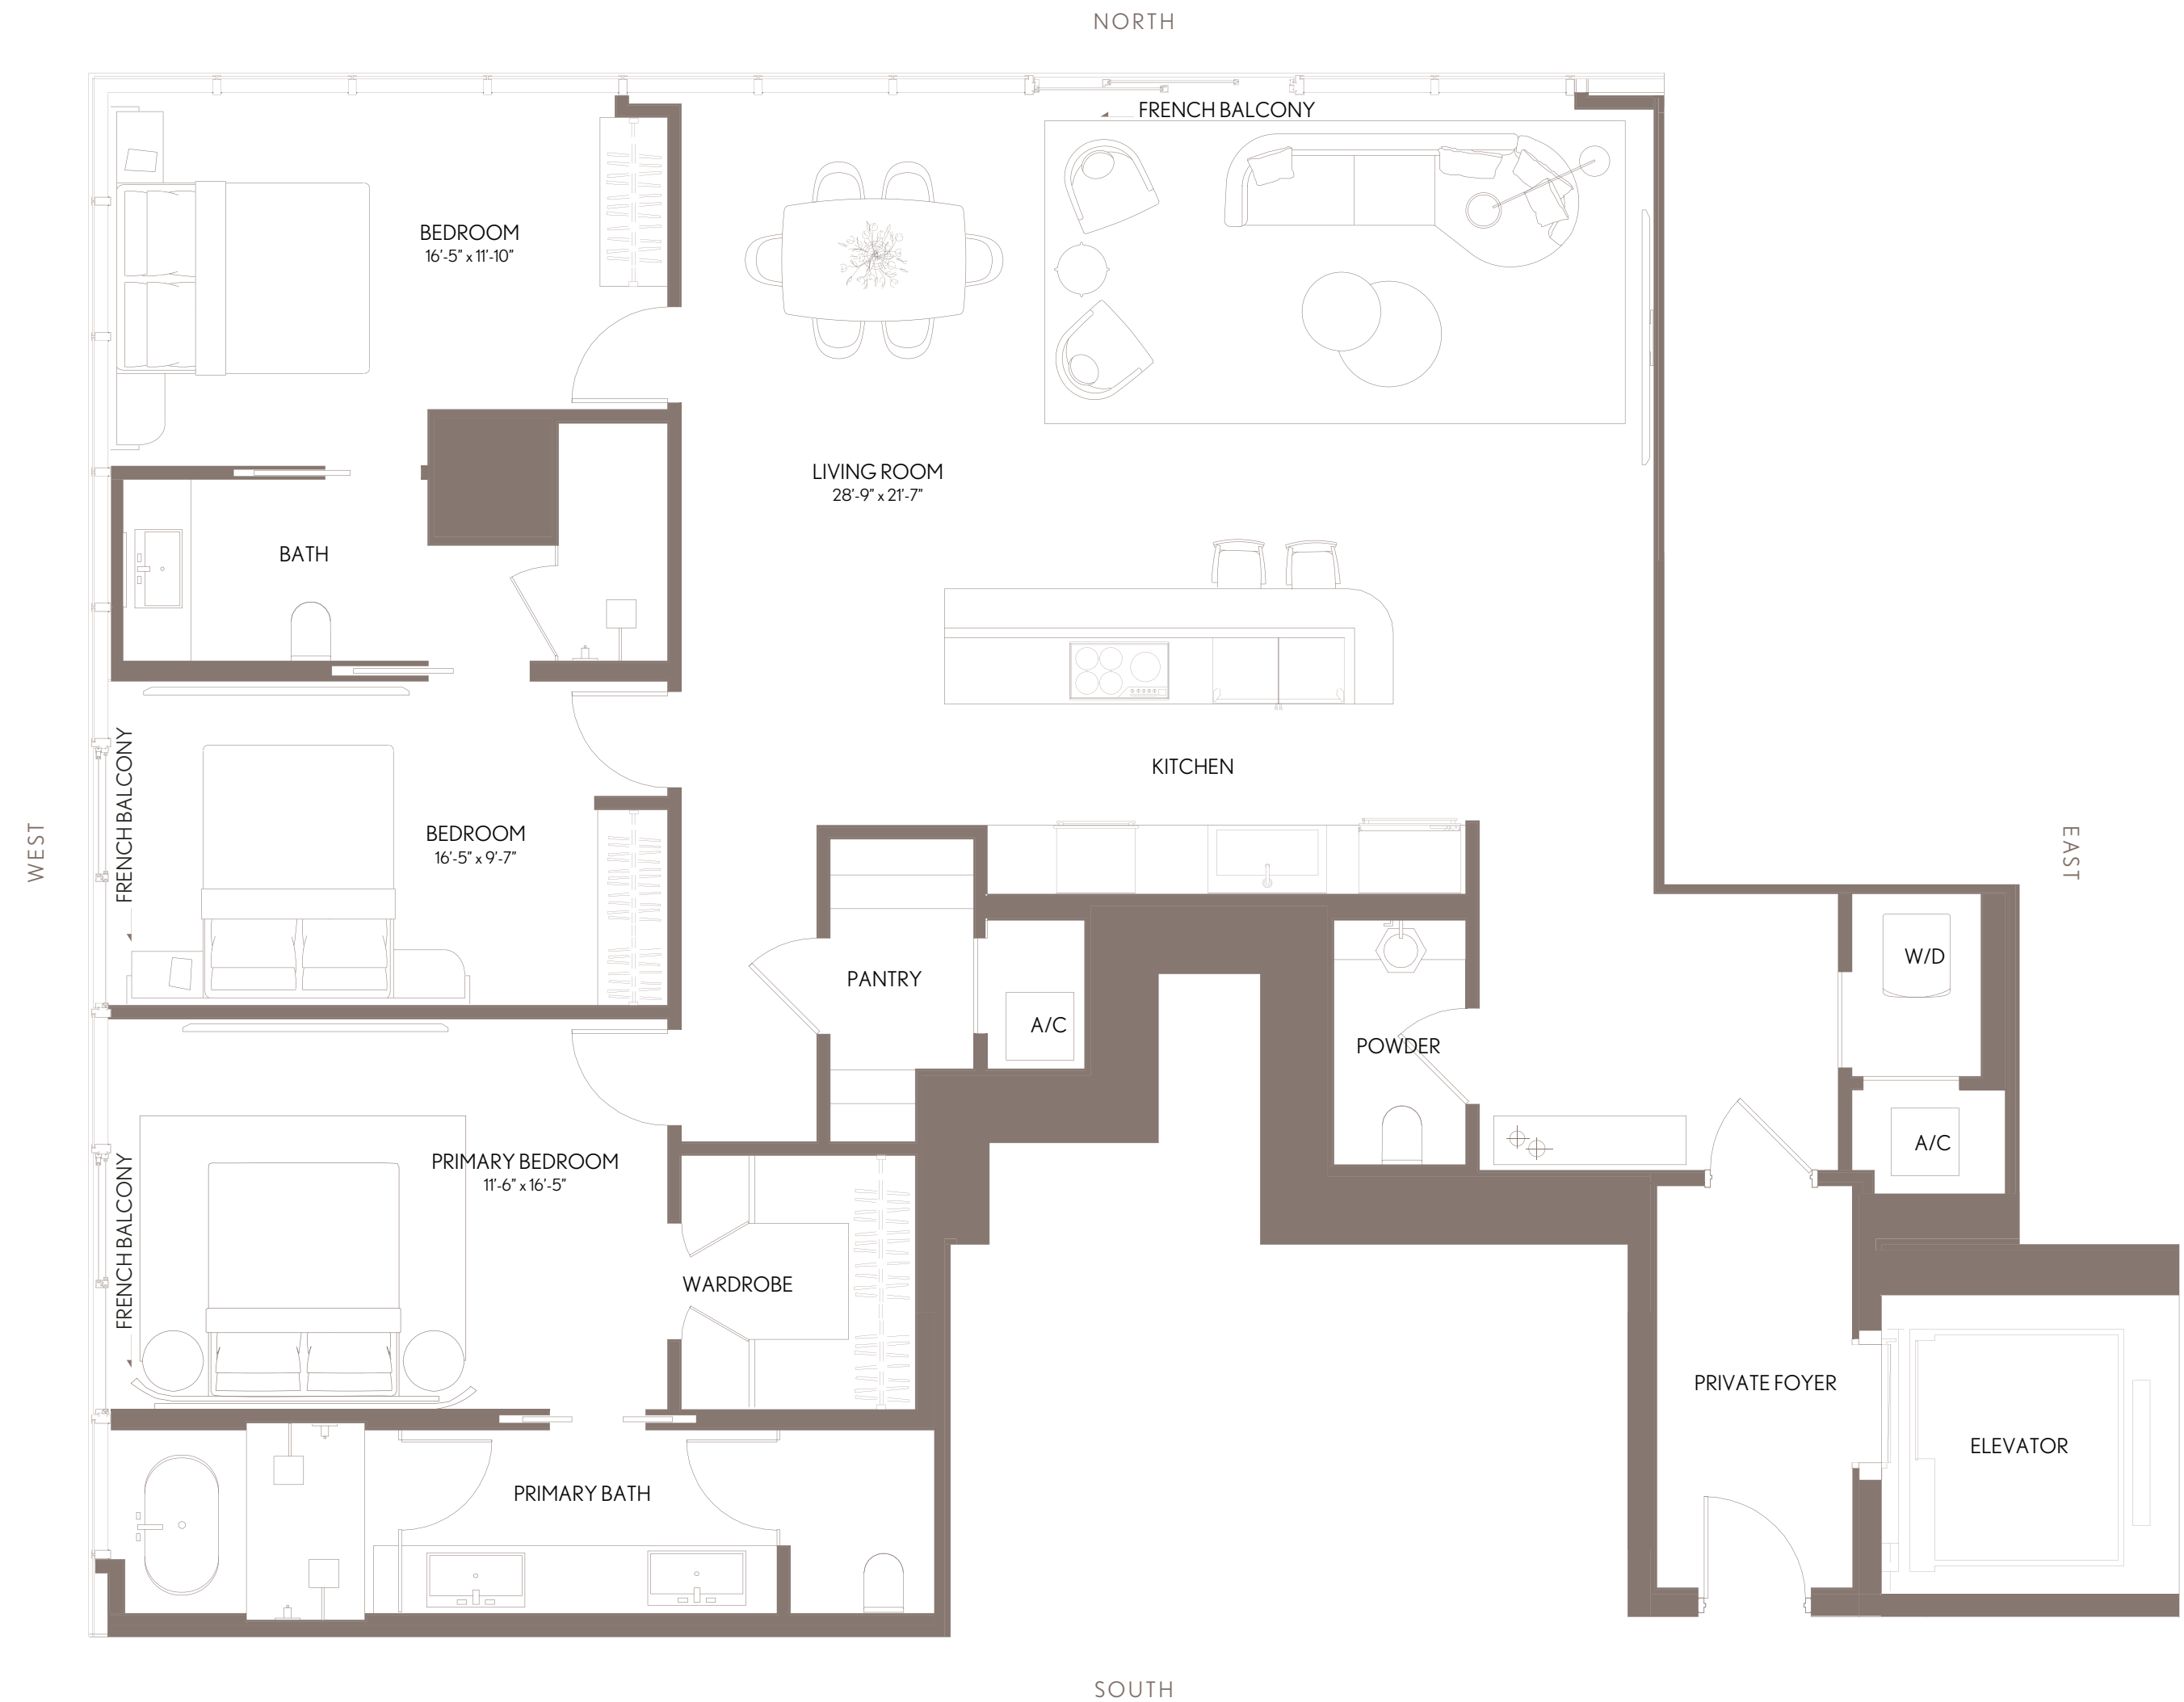 NORTH
FRENCH BALCONY
BEDROOM
16'-5" x 11'-10"
LIVING ROOM
28'-9" x 21'-7"
BATH
FRENCH BALCONY
KITCHEN
WEST
BEDROOM
16'-5" x 9'-7"
EAST
W/D
PANTRY
A/C
POWDER
A/C
FRENCH BALCONY
PRIMARY BEDROOM
11'-6" x 16'-5"
WARDROBE
PRIVATE FOYER
ELEVATOR
PRIMARY BATH
SOUTH